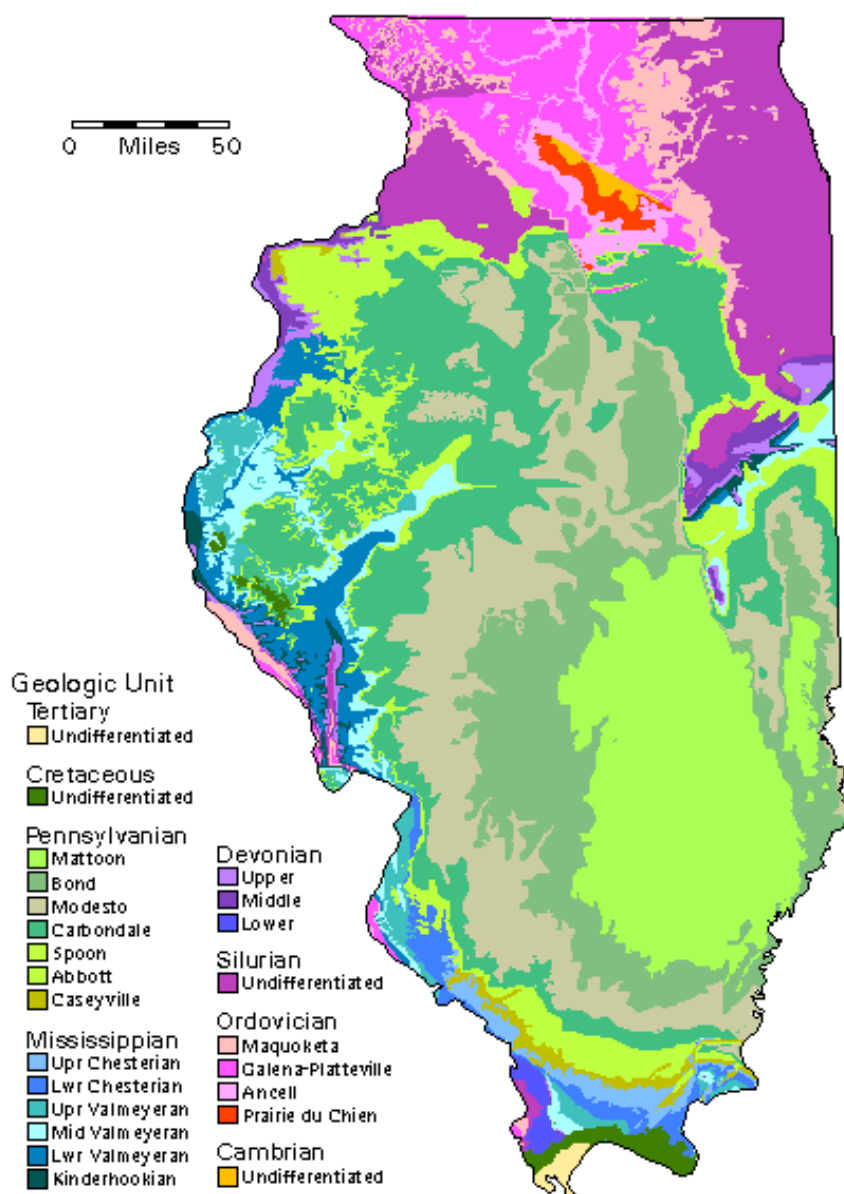 0 Miles 50
Geologic Unit
Tertiary
Undifferentiated
Cretaceous
Undifferentiated
Pennsylvanian
Mattoon
Bond
Modesto
Carbondale
Spoon
Abbott
Caseyville
Mississippian
Upr Chesterian
Lwr Chesterian
Upr Valmeyeran
Mid Valmeyeran
Lwr Valmeyeran
Kinderhookian
Devonian
Upper
Middle
Lower
Silurian
Undifferentiated
Ordovician
Maquoketa
Galena-Platteville
Ancell
Prairie du Chien
Cambrian
Undifferentiated